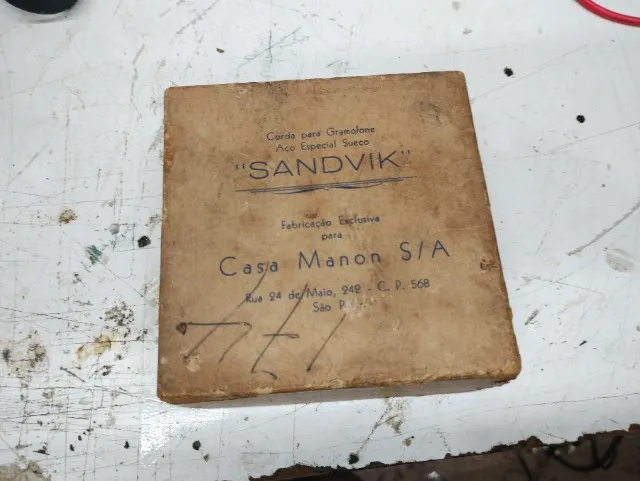 Corda para Gramofone
Aço Especial Sueco
"SANDVIK"
Fabricação Exclusiva
para
Casa Manon S/A
Rua 24 de Maio, 242 - C. P. 568
São